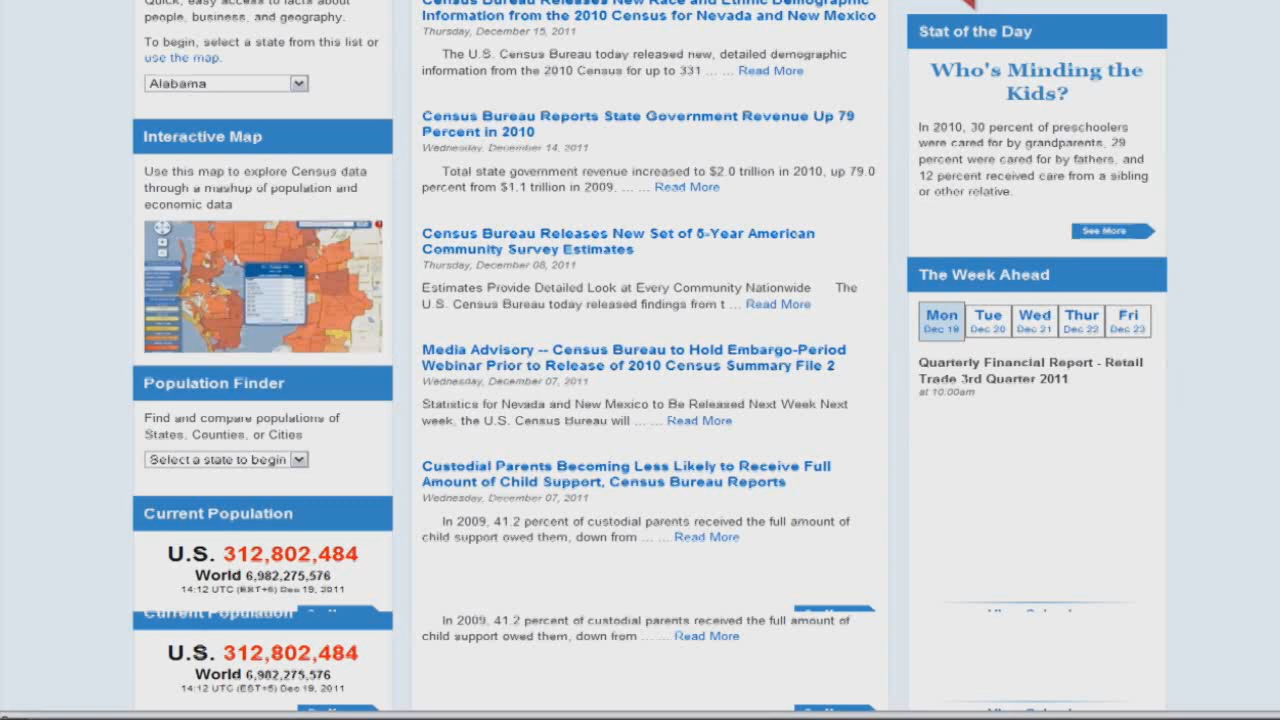 Quick, easy access to facts about
people, business, and geography.
To begin, select a state from this list or
use the map.
Alabama
Interactive Map
Use this map to explore Census data
through a mashup of population and
economic data
Population Finder
Find and compare populations of
States, Counties, or Cities
Select a state to begin
Current Population
U.S. 312,802,484
World 6,982,275,576
14:12 UTC (EST+5) Dec 19, 2011
Current Population
U.S. 312,802,484
World 6,982,275,576
14:12 UTC (EST+5) Dec 19, 2011
Census Bureau Releases New Race and Ethnic Demographic
Information from the 2010 Census for Nevada and New Mexico
Thursday, December 15, 2011
The U.S. Census Bureau today released new, detailed demographic
information from the 2010 Census for up to 331 ... ... Read More
Census Bureau Reports State Government Revenue Up 79
Percent in 2010
Wednesday, December 14, 2011
Total state government revenue increased to $2.0 trillion in 2010, up 79.0
percent from $1.1 trillion in 2009. ... ... Read More
Census Bureau Releases New Set of 5-Year American
Community Survey Estimates
Thursday, December 08, 2011
Estimates Provide Detailed Look at Every Community Nationwide The
U.S. Census Bureau today released findings from t ... Read More
Media Advisory -- Census Bureau to Hold Embargo-Period
Webinar Prior to Release of 2010 Census Summary File 2
Wednesday, December 07, 2011
Statistics for Nevada and New Mexico to Be Released Next Week Next
week, the U.S. Census Bureau will ... ... Read More
Custodial Parents Becoming Less Likely to Receive Full
Amount of Child Support, Census Bureau Reports
Wednesday, December 07, 2011
In 2009, 41.2 percent of custodial parents received the full amount of
child support owed them, down from ... ... Read More
In 2009, 41.2 percent of custodial parents received the full amount of
child support owed them, down from ... ... Read More
Stat of the Day
Who's Minding the
Kids?
In 2010, 30 percent of preschoolers
were cared for by grandparents, 29
percent were cared for by fathers, and
12 percent received care from a sibling
or other relative.
See More
The Week Ahead
Mon Tue Wed Thur Fri
Dec 19 Dec 20 Dec 21 Dec 22 Dec 23
Quarterly Financial Report - Retail
Trade 3rd Quarter 2011
at 10:00am